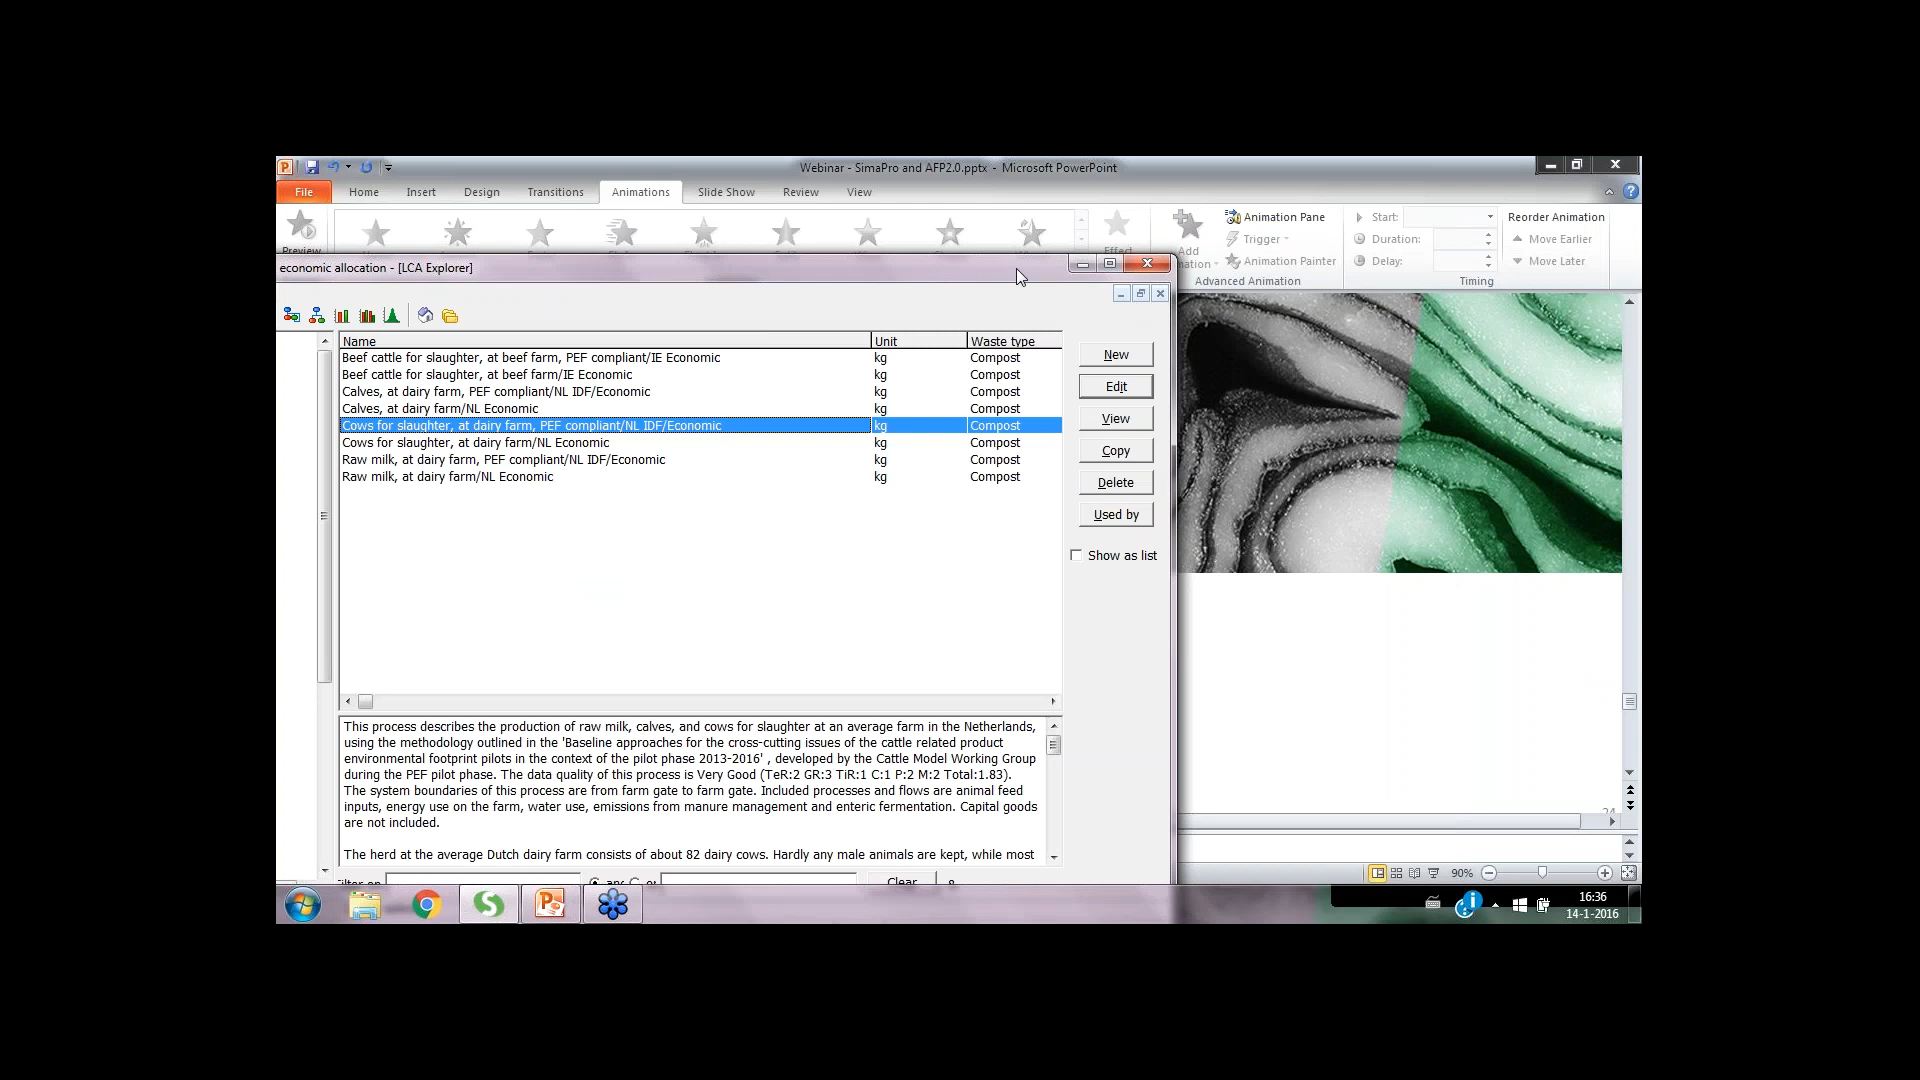 Webinar - SimaPro and AFP2.0.pptx - Microsoft PowerPoint
File Home Insert Design Transitions Animations Slide Show Review View
Preview
Add
Animation Pane
Trigger
Animation Painter
Advanced Animation
Start:
Duration:
Delay:
Timing
Reorder Animation
Move Earlier
Move Later
economic allocation - [LCA Explorer]
Name Unit Waste type
Beef cattle for slaughter, at beef farm, PEF compliant/IE Economic kg Compost
Beef cattle for slaughter, at beef farm/IE Economic kg Compost
Calves, at dairy farm, PEF compliant/NL IDF/Economic kg Compost
Calves, at dairy farm/NL Economic kg Compost
Cows for slaughter, at dairy farm, PEF compliant/NL IDF/Economic kg Compost
Cows for slaughter, at dairy farm/NL Economic kg Compost
Raw milk, at dairy farm, PEF compliant/NL IDF/Economic kg Compost
Raw milk, at dairy farm/NL Economic kg Compost
New
Edit
View
Copy
Delete
Used by
Show as list
This process describes the production of raw milk, calves, and cows for slaughter at an average farm in the Netherlands,
using the methodology outlined in the 'Baseline approaches for the cross-cutting issues of the cattle related product
environmental footprint pilots in the context of the pilot phase 2013-2016' , developed by the Cattle Model Working Group
during the PEF pilot phase. The data quality of this process is Very Good (TeR:2 GR:3 TiR:1 C:1 P:2 M:2 Total:1.83).
The system boundaries of this process are from farm gate to farm gate. Included processes and flows are animal feed
inputs, energy use on the farm, water use, emissions from manure management and enteric fermentation. Capital goods
are not included.
The herd at the average Dutch dairy farm consists of about 82 dairy cows. Hardly any male animals are kept, while most
Clear
90%
16:36
14-1-2016